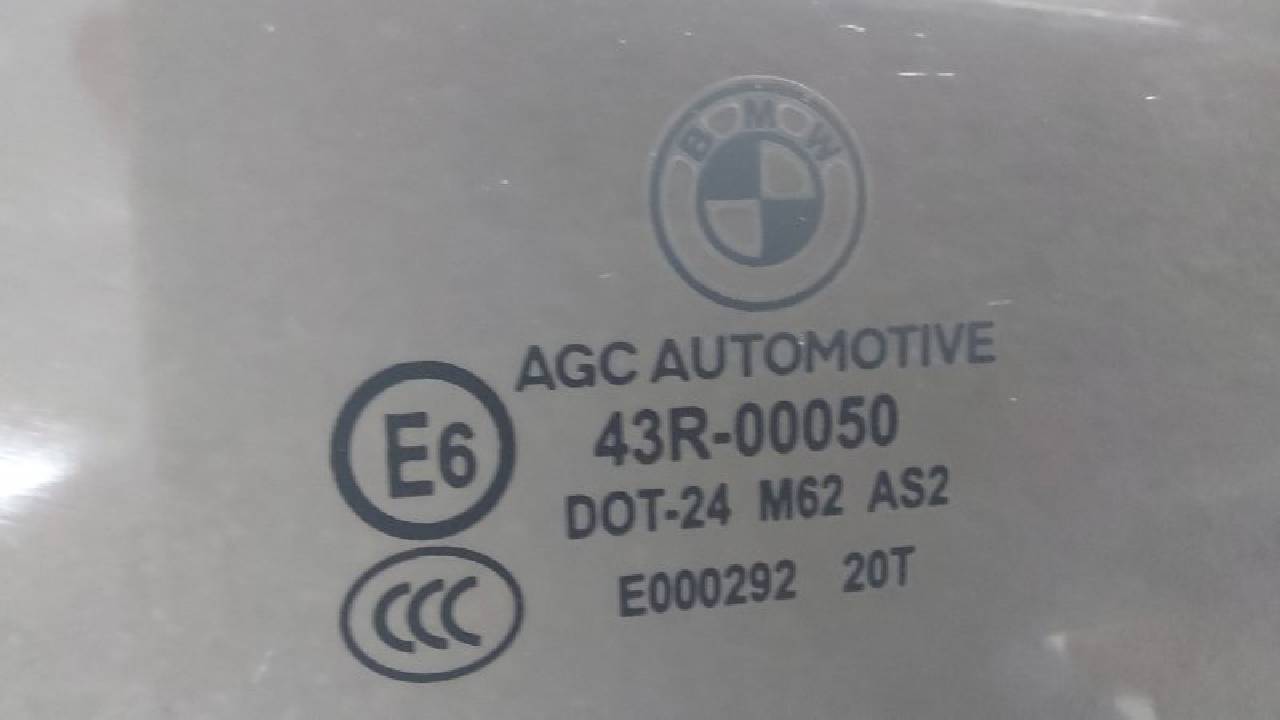 BMW
AGC AUTOMOTIVE
E6
43R-00050
DOT-24 M62 AS2
CCC
E000292 20T